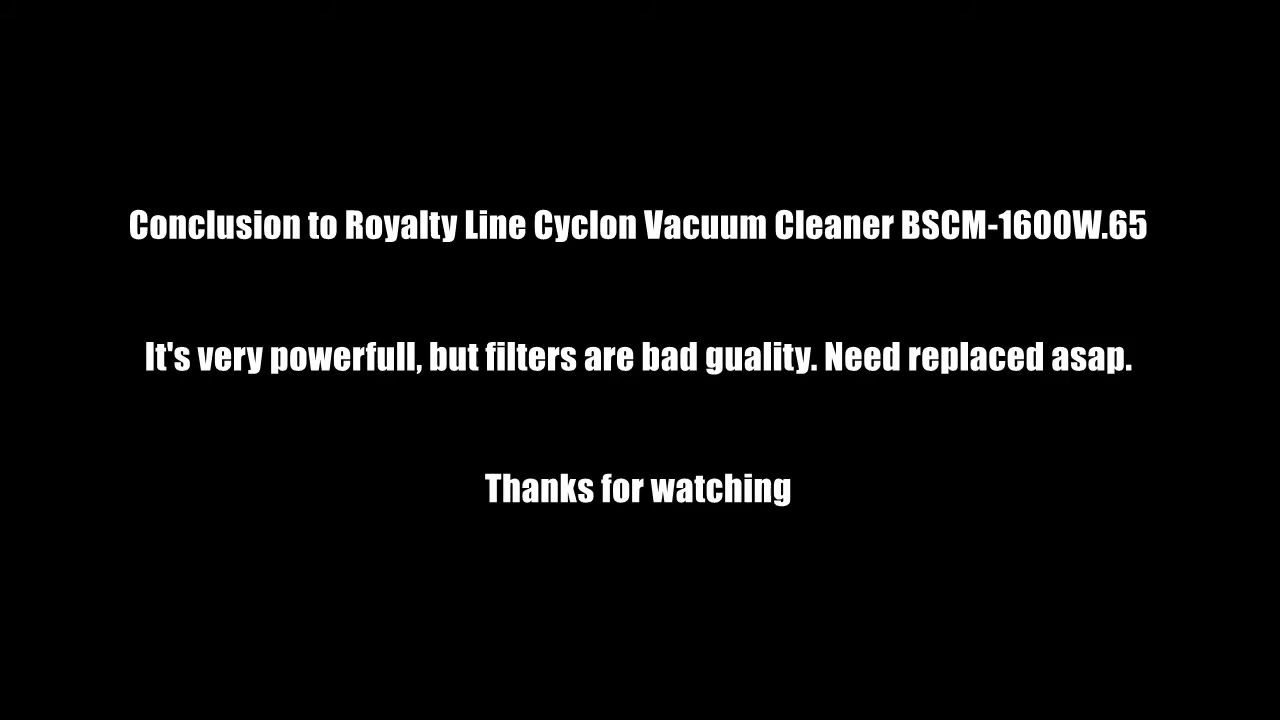 Conclusion to Royalty Line Cyclon Vacuum Cleaner BSCM-1600W.65
It's very powerfull, but filters are bad guality. Need replaced asap.
Thanks for watching